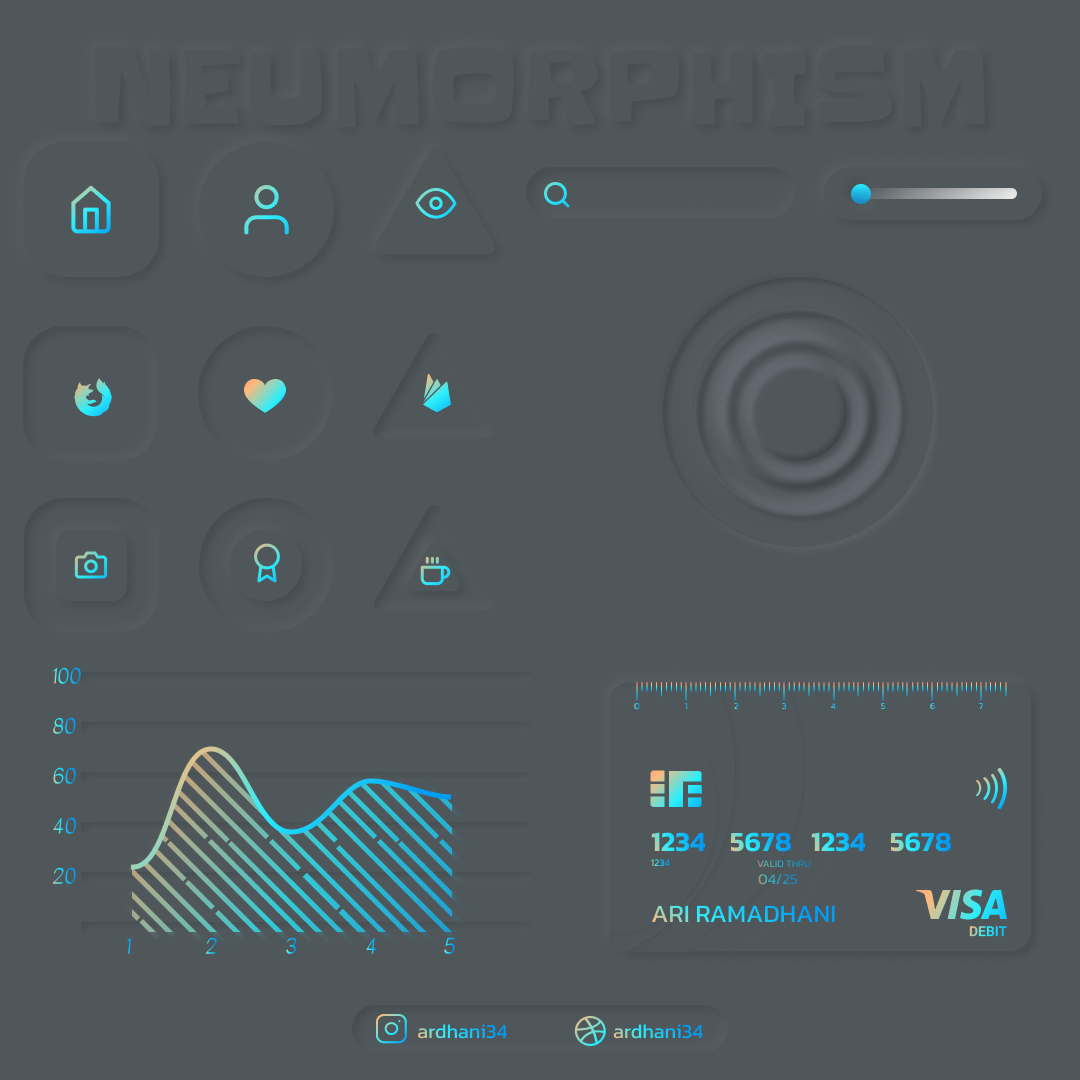 NEUMORPHISM
100
80
60
40
20
1 2 3 4 5
0 1 2 3 4 5 6 7
1234 5678 1234 5678
1234
VALID THRU
04/25
ARI RAMADHANI
VISA
DEBIT
ardhani34 ardhani34